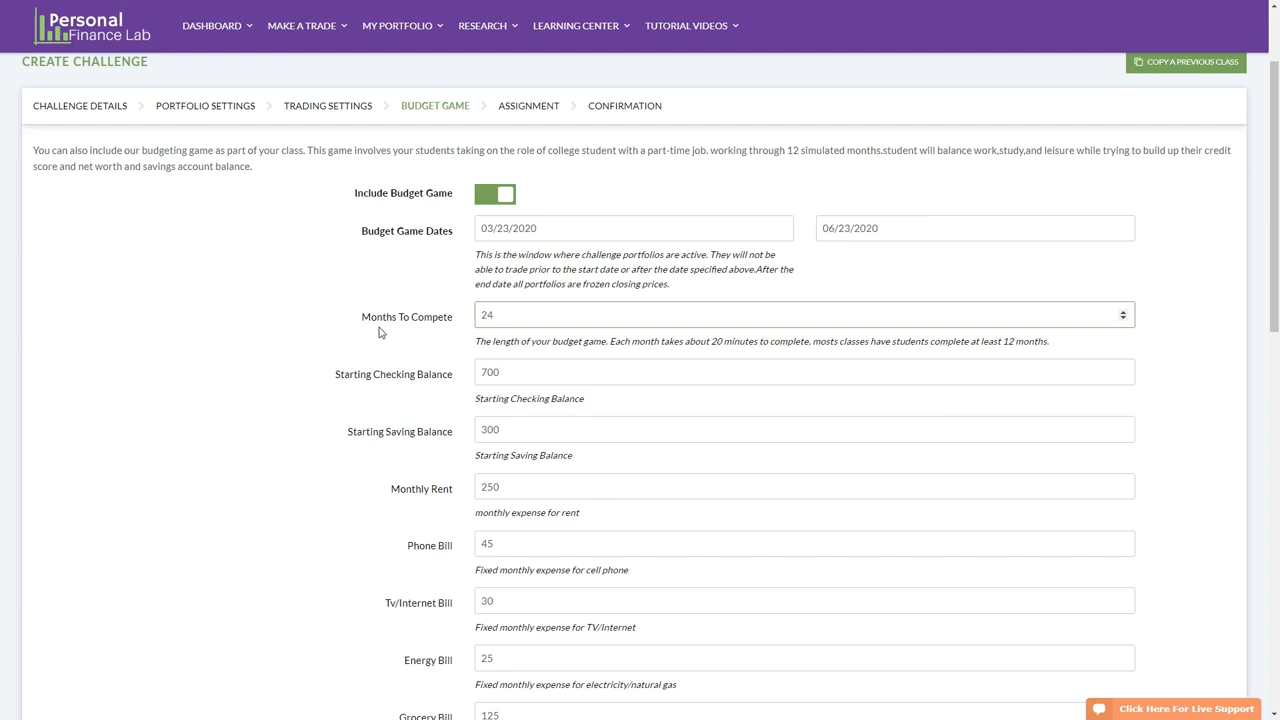 Personal
Finance Lab
DASHBOARD
MAKE A TRADE
MY PORTFOLIO
RESEARCH
LEARNING CENTER
TUTORIAL VIDEOS
CREATE CHALLENGE
COPY A PREVIOUS CLASS
CHALLENGE DETAILS
PORTFOLIO SETTINGS
TRADING SETTINGS
BUDGET GAME
ASSIGNMENT
CONFIRMATION
You can also include our budgeting game as part of your class. This game involves your students taking on the role of college student with a part-time job. working through 12 simulated months.student will balance work,study,and leisure while trying to build up their credit
score and net worth and savings account balance.
Include Budget Game
Budget Game Dates
03/23/2020
06/23/2020
This is the window where challenge portfolios are active. They will not be
able to trade prior to the start date or after the date specified above.After the
end date all portfolios are frozen closing prices.
Months To Compete
24
The length of your budget game. Each month takes about 20 minutes to complete, mosts classes have students complete at least 12 months.
Starting Checking Balance
700
Starting Checking Balance
Starting Saving Balance
300
Starting Saving Balance
Monthly Rent
250
monthly expense for rent
Phone Bill
45
Fixed monthly expense for cell phone
Tv/Internet Bill
30
Fixed monthly expense for TV/Internet
Energy Bill
25
Fixed monthly expense for electricity/natural gas
Grocery Bill
125
Click Here For Live Support